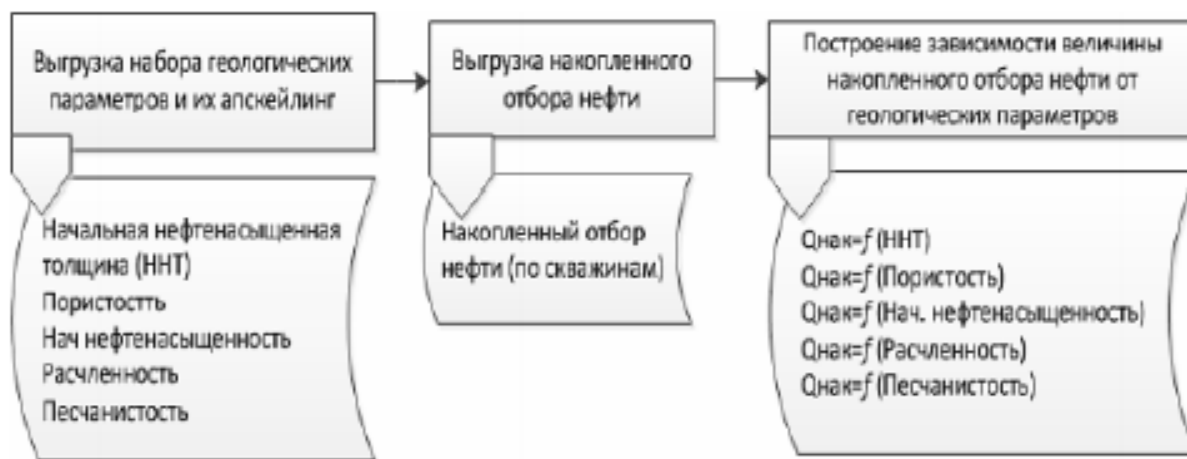 Выгрузка набора геологических
параметров и их апскейлинг
Начальная нефтенасыщенная
толщина (ННТ)
Пористостть
Нач нефтенасыщенность
Расчленность
Песчанистость
Выгрузка накопленного
отбора нефти
Накопленный отбор
нефти (по скважинам)
Построение зависимости величины
накопленного отбора нефти от
геологических параметров
Qнак=f (ННТ)
Qнак=f (Пористость)
Qнак=f (Нач. нефтенасыщенность)
Qнак=f (Расчленность)
Qнак=f (Песчанистость)